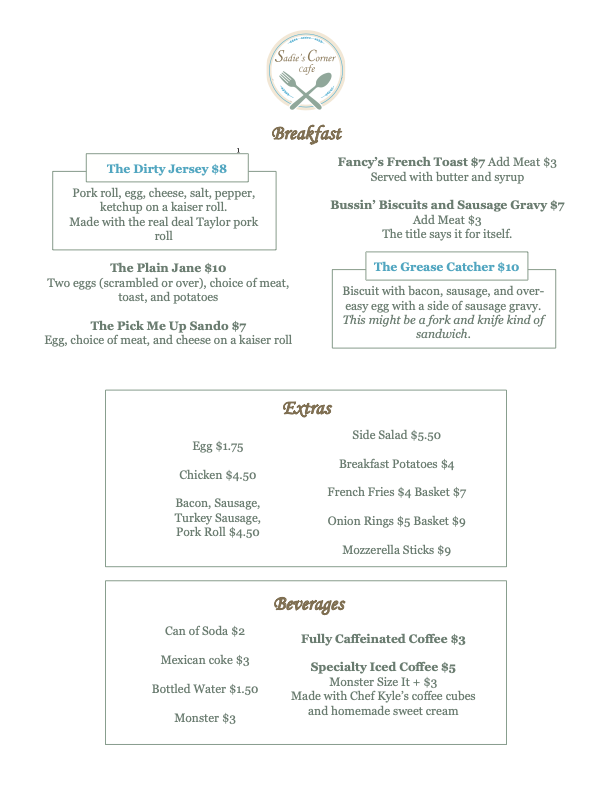 Sadie's Corner
cafe
Breakfast
1
The Dirty Jersey $8
Pork roll, egg, cheese, salt, pepper,
ketchup on a kaiser roll.
Made with the real deal Taylor pork
roll
The Plain Jane $10
Two eggs (scrambled or over), choice of meat,
toast, and potatoes
The Pick Me Up Sando $7
Egg, choice of meat, and cheese on a kaiser roll
Fancy's French Toast $7 Add Meat $3
Served with butter and syrup
Bussin' Biscuits and Sausage Gravy $7
Add Meat $3
The title says it for itself.
The Grease Catcher $10
Biscuit with bacon, sausage, and over-
easy egg with a side of sausage gravy.
This might be a fork and knife kind of
sandwich.
Extras
Egg $1.75
Chicken $4.50
Bacon, Sausage,
Turkey Sausage,
Pork Roll $4.50
Side Salad $5.50
Breakfast Potatoes $4
French Fries $4 Basket $7
Onion Rings $5 Basket $9
Mozzerella Sticks $9
Beverages
Can of Soda $2
Mexican coke $3
Bottled Water $1.50
Monster $3
Fully Caffeinated Coffee $3
Specialty Iced Coffee $5
Monster Size It + $3
Made with Chef Kyle's coffee cubes
and homemade sweet cream